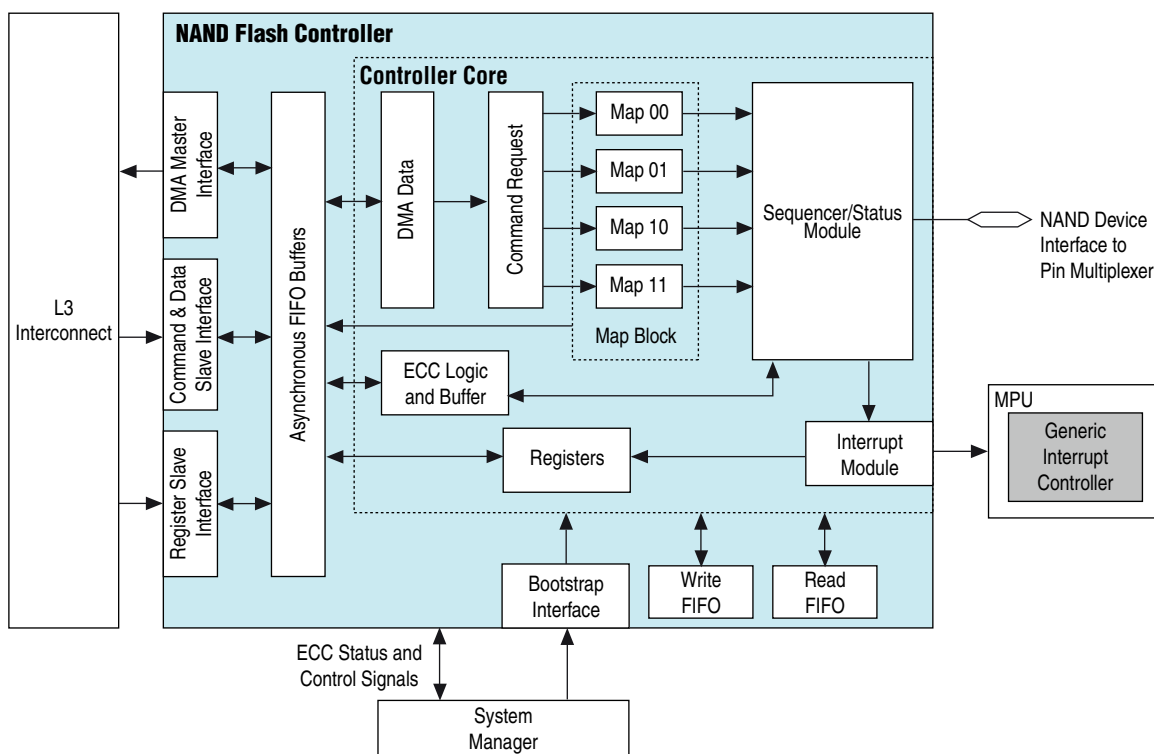 NAND Flash Controller
Controller Core
L3
Interconnect
DMA Master
Interface
Command & Data
Slave Interface
Register Slave
Interface
Asynchronous FIFO Buffers
DMA Data
Command Request
Map 00
Map 01
Map 10
Map 11
Map Block
Sequencer/Status
Module
NAND Device
Interface to
Pin Multiplexer
ECC Logic
and Buffer
Registers
Interrupt
Module
MPU
Generic
Interrupt
Controller
Bootstrap
Interface
Write
FIFO
Read
FIFO
ECC Status and
Control Signals
System
Manager